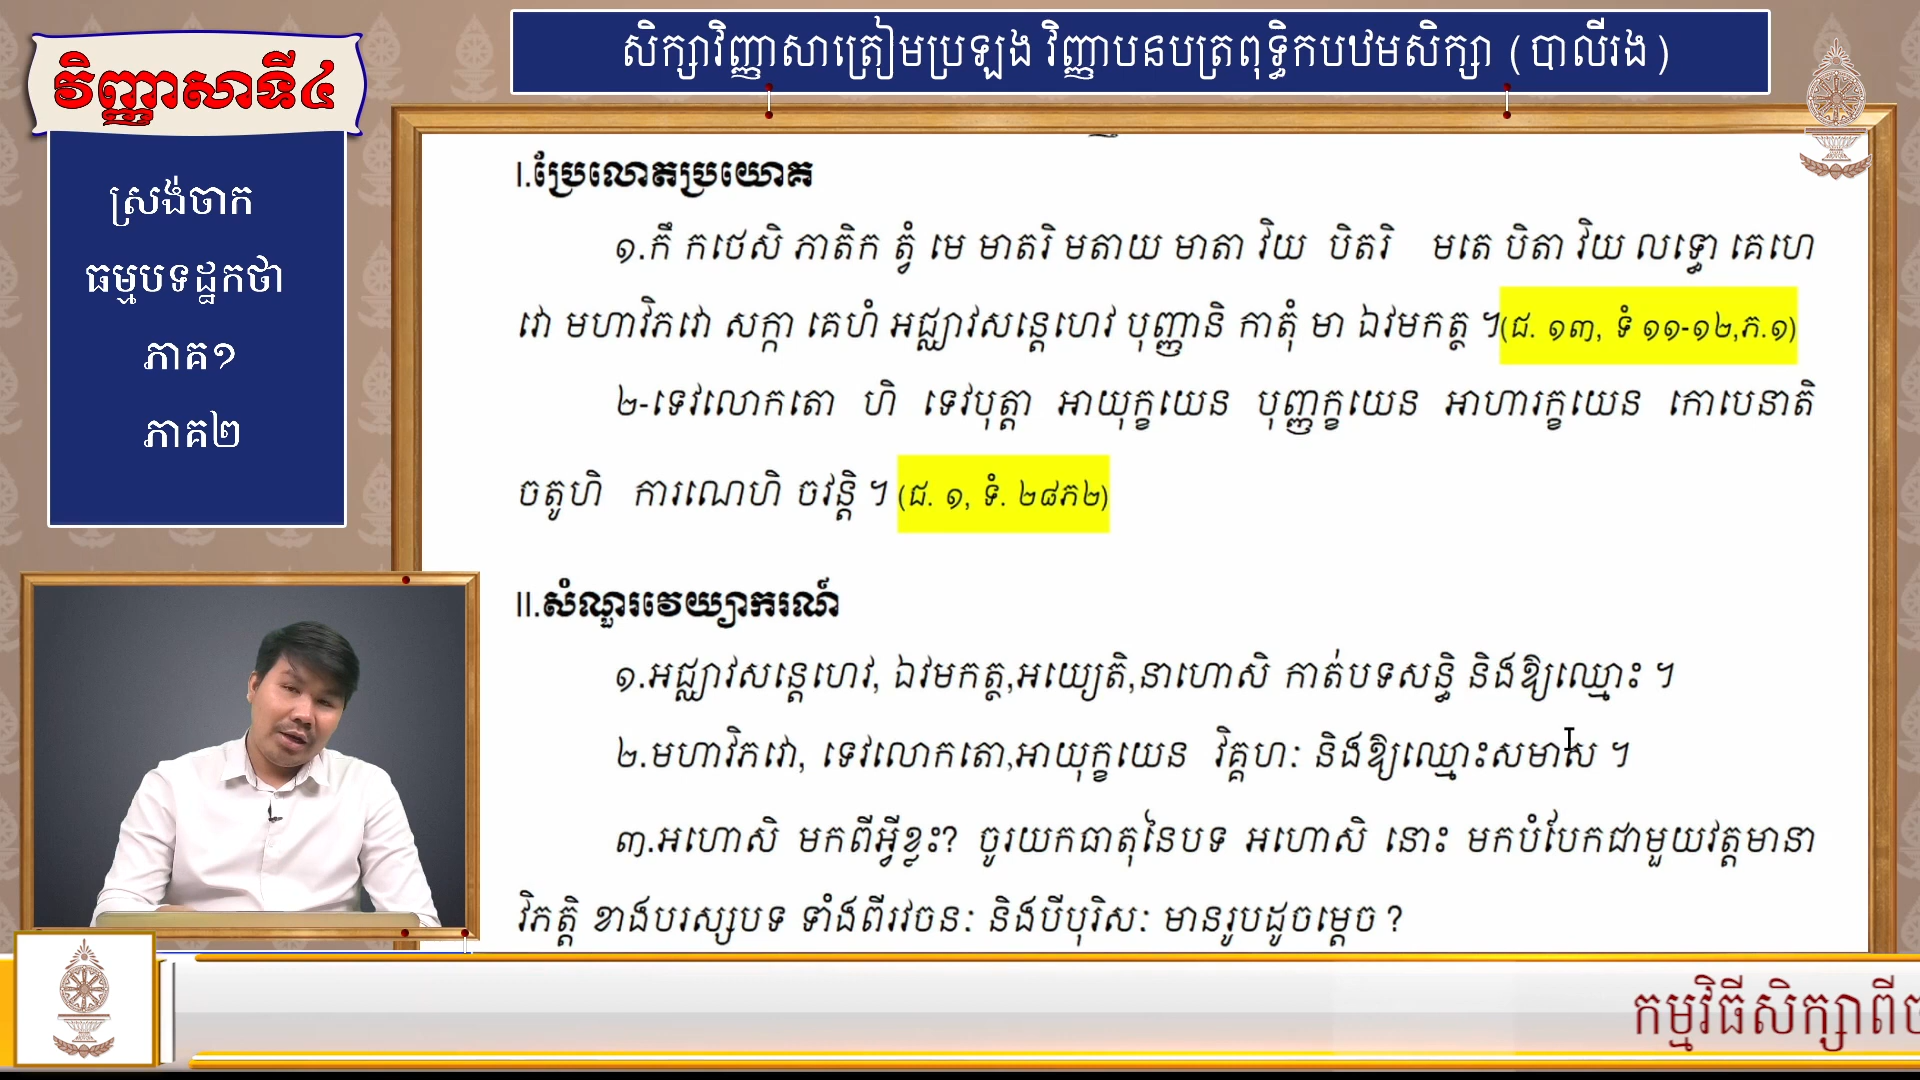 សិក្សាវិញ្ញាសាត្រៀមប្រឡង វិញ្ញាបនបត្រពុទ្ធិកបឋមសិក្សា (បាលីរង)
វិញ្ញាសាទី៤
ស្រង់ចាក
ធម្មបទដ្ឋកថា
ភាគ១
ភាគ២
I.ប្រែលោតប្រយោគ
១.កឹ កថេសិ ភាតិក ត្វំ មេ មាតរិ មតាយ មាតា វិយ បិតរិ មតេ បិតា វិយ លទ្ធោ គេហេ
វោ មហាវិភវោ សក្កា គេហំ អជ្ឈាវសន្តេហេវ បុញ្ញានិ កាតុំ មា ឯវមកត្ថ ។(ជ. ១៣, ទំ ១១-១២,ភ.១)
២-ទេវលោកតោ ហិ ទេវបុត្តា អាយុក្ខយេន បុញ្ញក្ខយេន អាហារក្ខយេន កោបេនាតិ
ចតូហិ ការណេហិ ចវន្តិ ។ (ជ. ១, ទំ. ២៨ភ២)
II.សំណួរវេយ្យាករណ៍
១.អជ្ឈាវសន្តេហេវ, ឯវមកត្ថ,អយ្យេតិ,នាហោសិ កាត់បទសន្ធិ និងឱ្យឈ្មោះ ។
២.មហាវិភវោ, ទេវលោកតោ,អាយុក្ខយេន វិគ្គហៈ និងឱ្យឈ្មោះសមាស ។
៣.អហោសិ មកពីអ្វីខ្លះ? ចូរយកធាតុនៃបទ អហោសិ នោះ មកបំបែកជាមួយវត្តមានា
វិភត្តិ ខាងបរស្សបទ ទាំងពីរវចនៈ និងបីបុរិសៈ មានរូបដូចម្តេច ?
កម្មវិធីសិក្សាពី